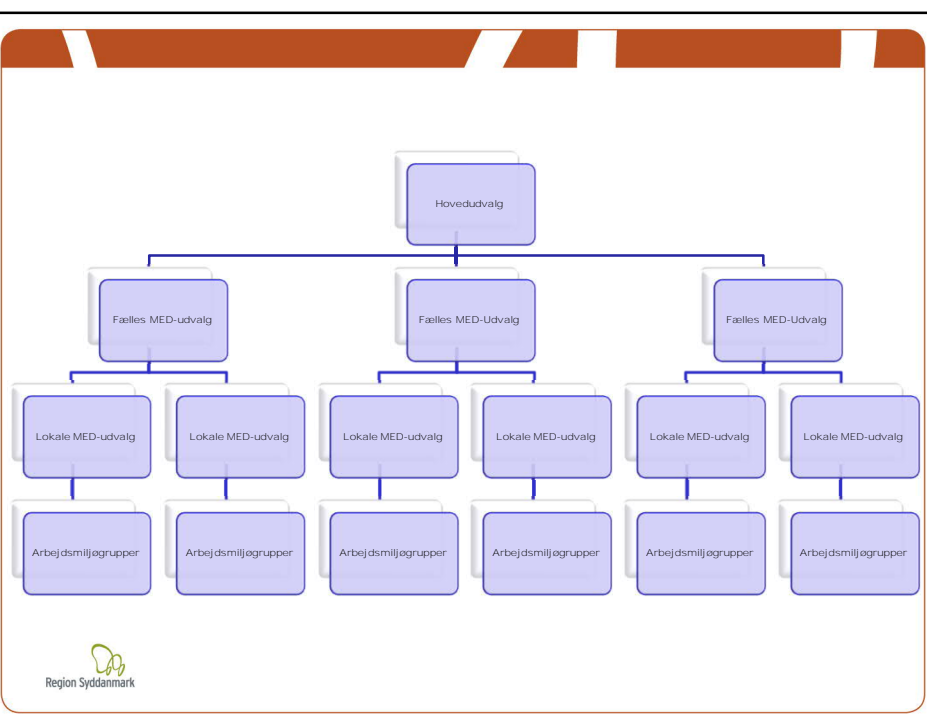 Hovedudvalg
Fælles MED-udvalg
Fælles MED-Udvalg
Fælles MED-Udvalg
Lokale MED-udvalg
Lokale MED-udvalg
Lokale MED-udvalg
Lokale MED-udvalg
Lokale MED-udvalg
Lokale MED-udvalg
Arbejdsmiljøgrupper
Arbejdsmiljøgrupper
Arbejdsmiljøgrupper
Arbejdsmiljøgrupper
Arbejdsmiljøgrupper
Arbejdsmiljøgrupper
Region Syddanmark